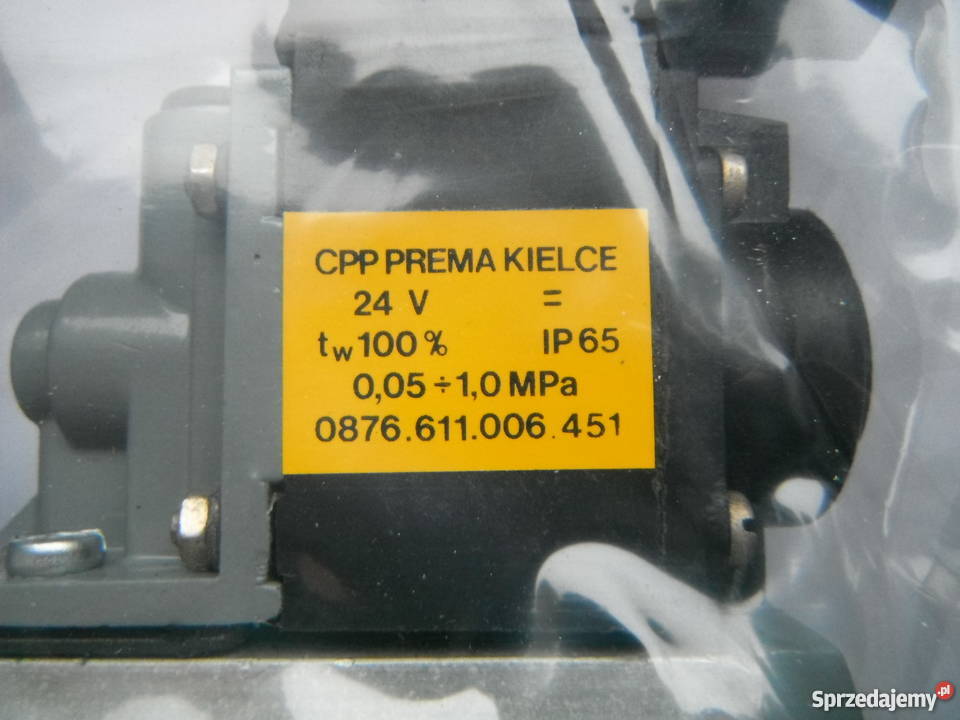 CPP PREMA KIELCE
24 V =
tw 100 % IP 65
0,05 ÷ 1,0 MPa
0876.611.006.451
Sprzedajemy.pl